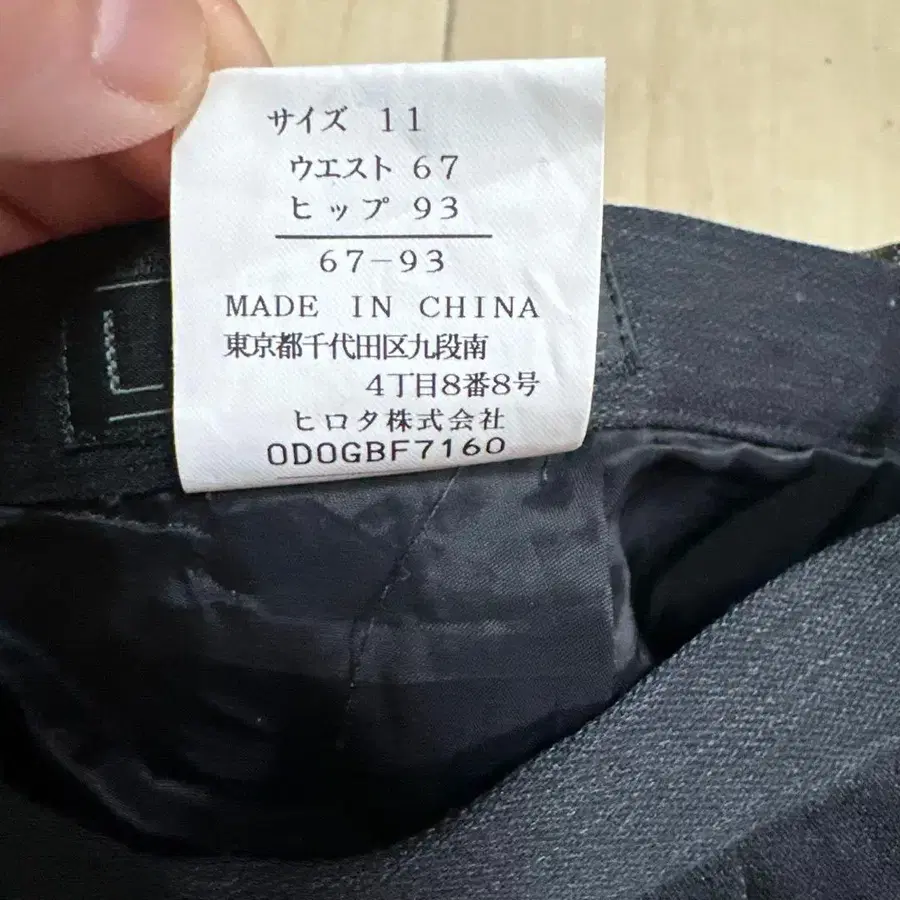 サイズ 11
ウエスト 67
ヒップ 93
67-93
MADE IN CHINA
東京都千代田区九段南
4丁目8番8号
ヒロタ株式会社
0D0GBF7160